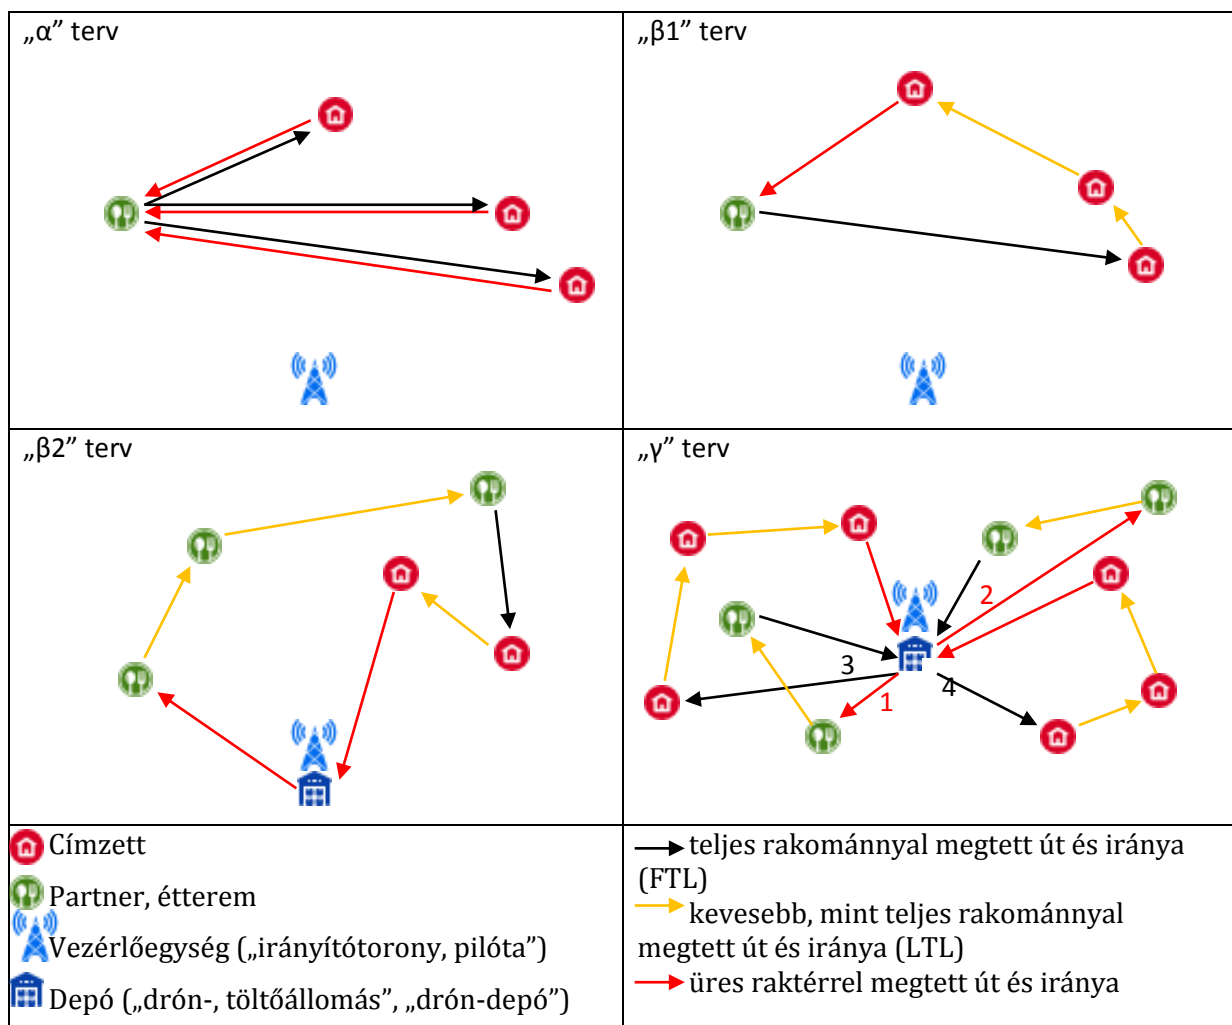 „α” terv
„β1” terv
„β2” terv
„γ” terv
2
3
4
1
Címzett
Partner, étterem
Vezérlőegység („irányítótorony, pilóta”)
Depó („drón-, töltőállomás”, „drón-depó”)
teljes rakománnyal megtett út és iránya
(FTL)
kevesebb, mint teljes rakománnyal
megtett út és iránya (LTL)
üres raktérrel megtett út és iránya